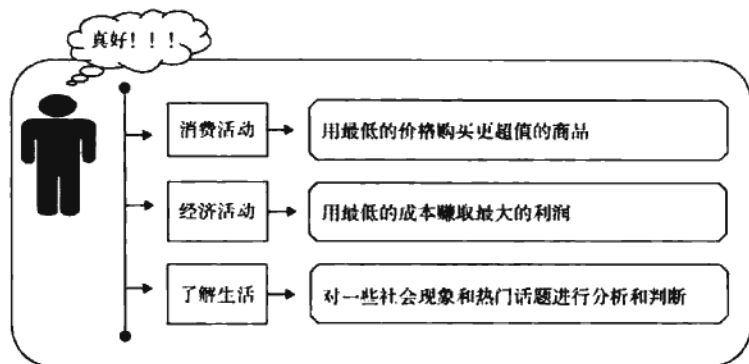 真好！！！
消费活动
用最低的价格购买更超值的商品
经济活动
用最低的成本赚取最大的利润
了解生活
对一些社会现象和热门话题进行分析和判断